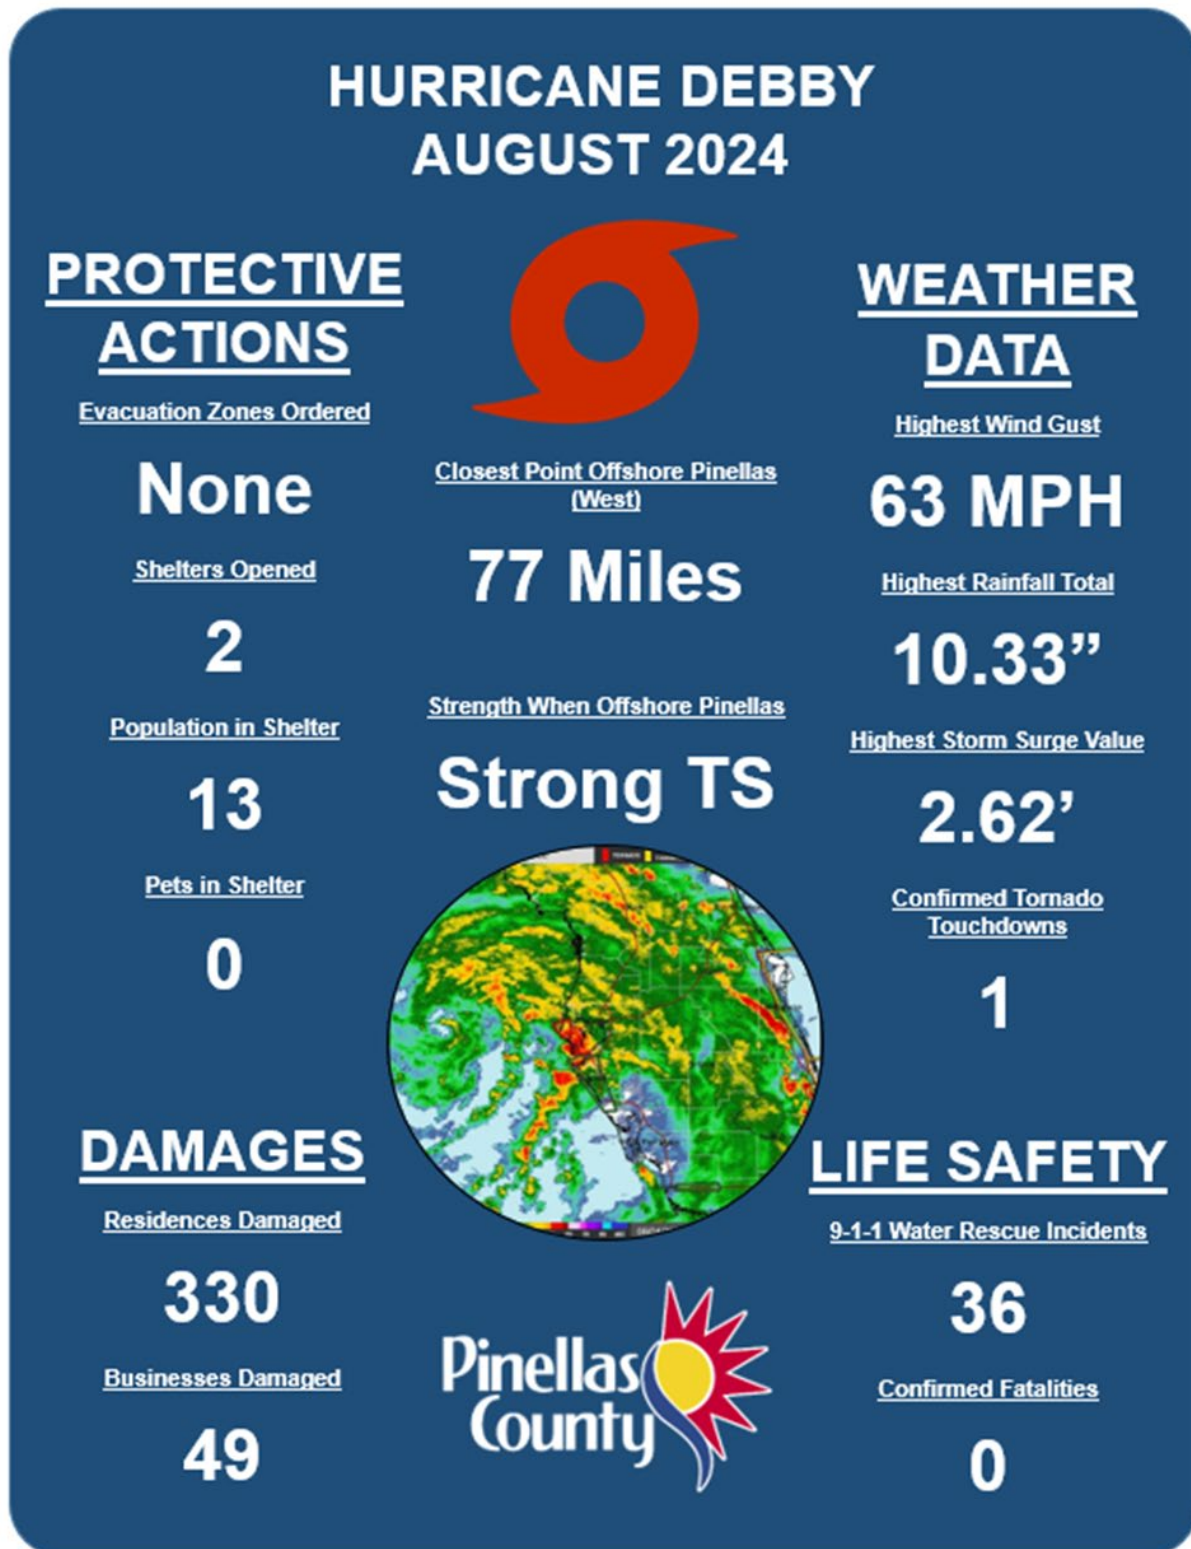 HURRICANE DEBBY
AUGUST 2024
PROTECTIVE
ACTIONS
Evacuation Zones Ordered
None
Shelters Opened
2
Population in Shelter
13
Pets in Shelter
0
Closest Point Offshore Pinellas
(West)
77 Miles
Strength When Offshore Pinellas
Strong TS
WEATHER
DATA
Highest Wind Gust
63 MPH
Highest Rainfall Total
10.33”
Highest Storm Surge Value
2.62’
Confirmed Tornado
Touchdowns
1
DAMAGES
Residences Damaged
330
Businesses Damaged
49
Pinellas
County
LIFE SAFETY
9-1-1 Water Rescue Incidents
36
Confirmed Fatalities
0